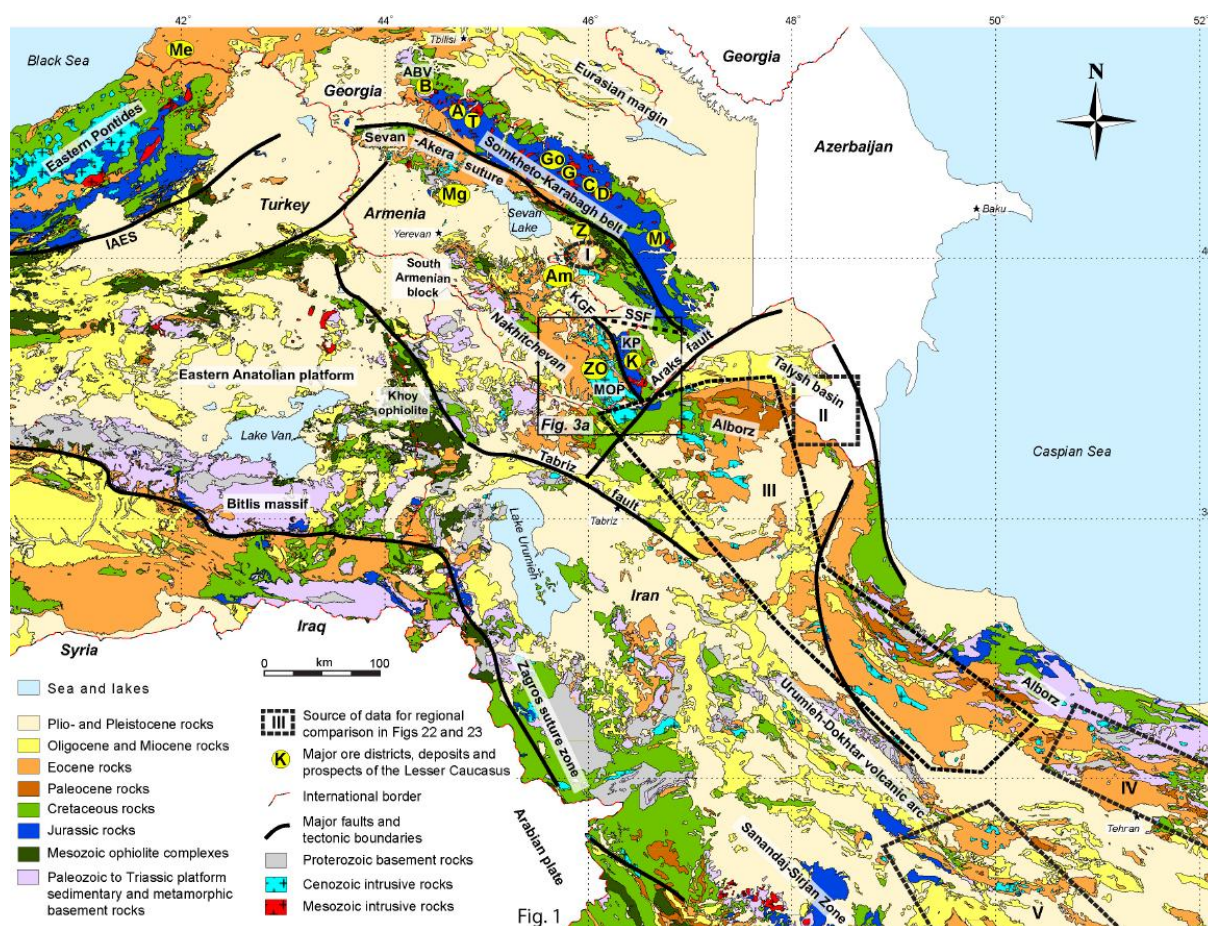 42°
44°
46°
48°
50°
52°
Me
Tbilisi
Black Sea
Georgia
Georgia
ABV
B
Eurasian margin
N
Eastern Pontides
A
T
Azerbaijan
Sevan
-Akera
suture
Somkheto-Karabagh belt
Go
G
C
D
Turkey
Armenia
Mg
Sevan
Lake
Baku
IAES
Yerevan
Z
M
I
40
South
Armenian
block
Am
KGF
SSF
Nakhitchevan
KP
K
ZO
MOP
Araks fault
Talysh basin
II
Eastern Anatolian platform
Khoy
ophiolite
Fig. 3a
Alborz
Lake Van
Caspian Sea
Tabriz
fault
III
Bitlis massif
Tabriz
Lake Urumieh
Iran
Iraq
Syria
0 km 100
Zagros suture zone
Alborz
Urumieh-Dokhtar volcanic arc
IV
Tehran
Arabian plate
Sanandaj-Sirjan Zone
V
Sea and lakes
Plio- and Pleistocene rocks
Oligocene and Miocene rocks
Eocene rocks
Paleocene rocks
Cretaceous rocks
Jurassic rocks
Mesozoic ophiolite complexes
Paleozoic to Triassic platform
sedimentary and metamorphic
basement rocks
III
Source of data for regional
comparison in Figs 22 and 23
K
Major ore districts, deposits and
prospects of the Lesser Caucasus
International border
Major faults and
tectonic boundaries
Proterozoic basement rocks
Cenozoic intrusive rocks
Mesozoic intrusive rocks
Fig. 1